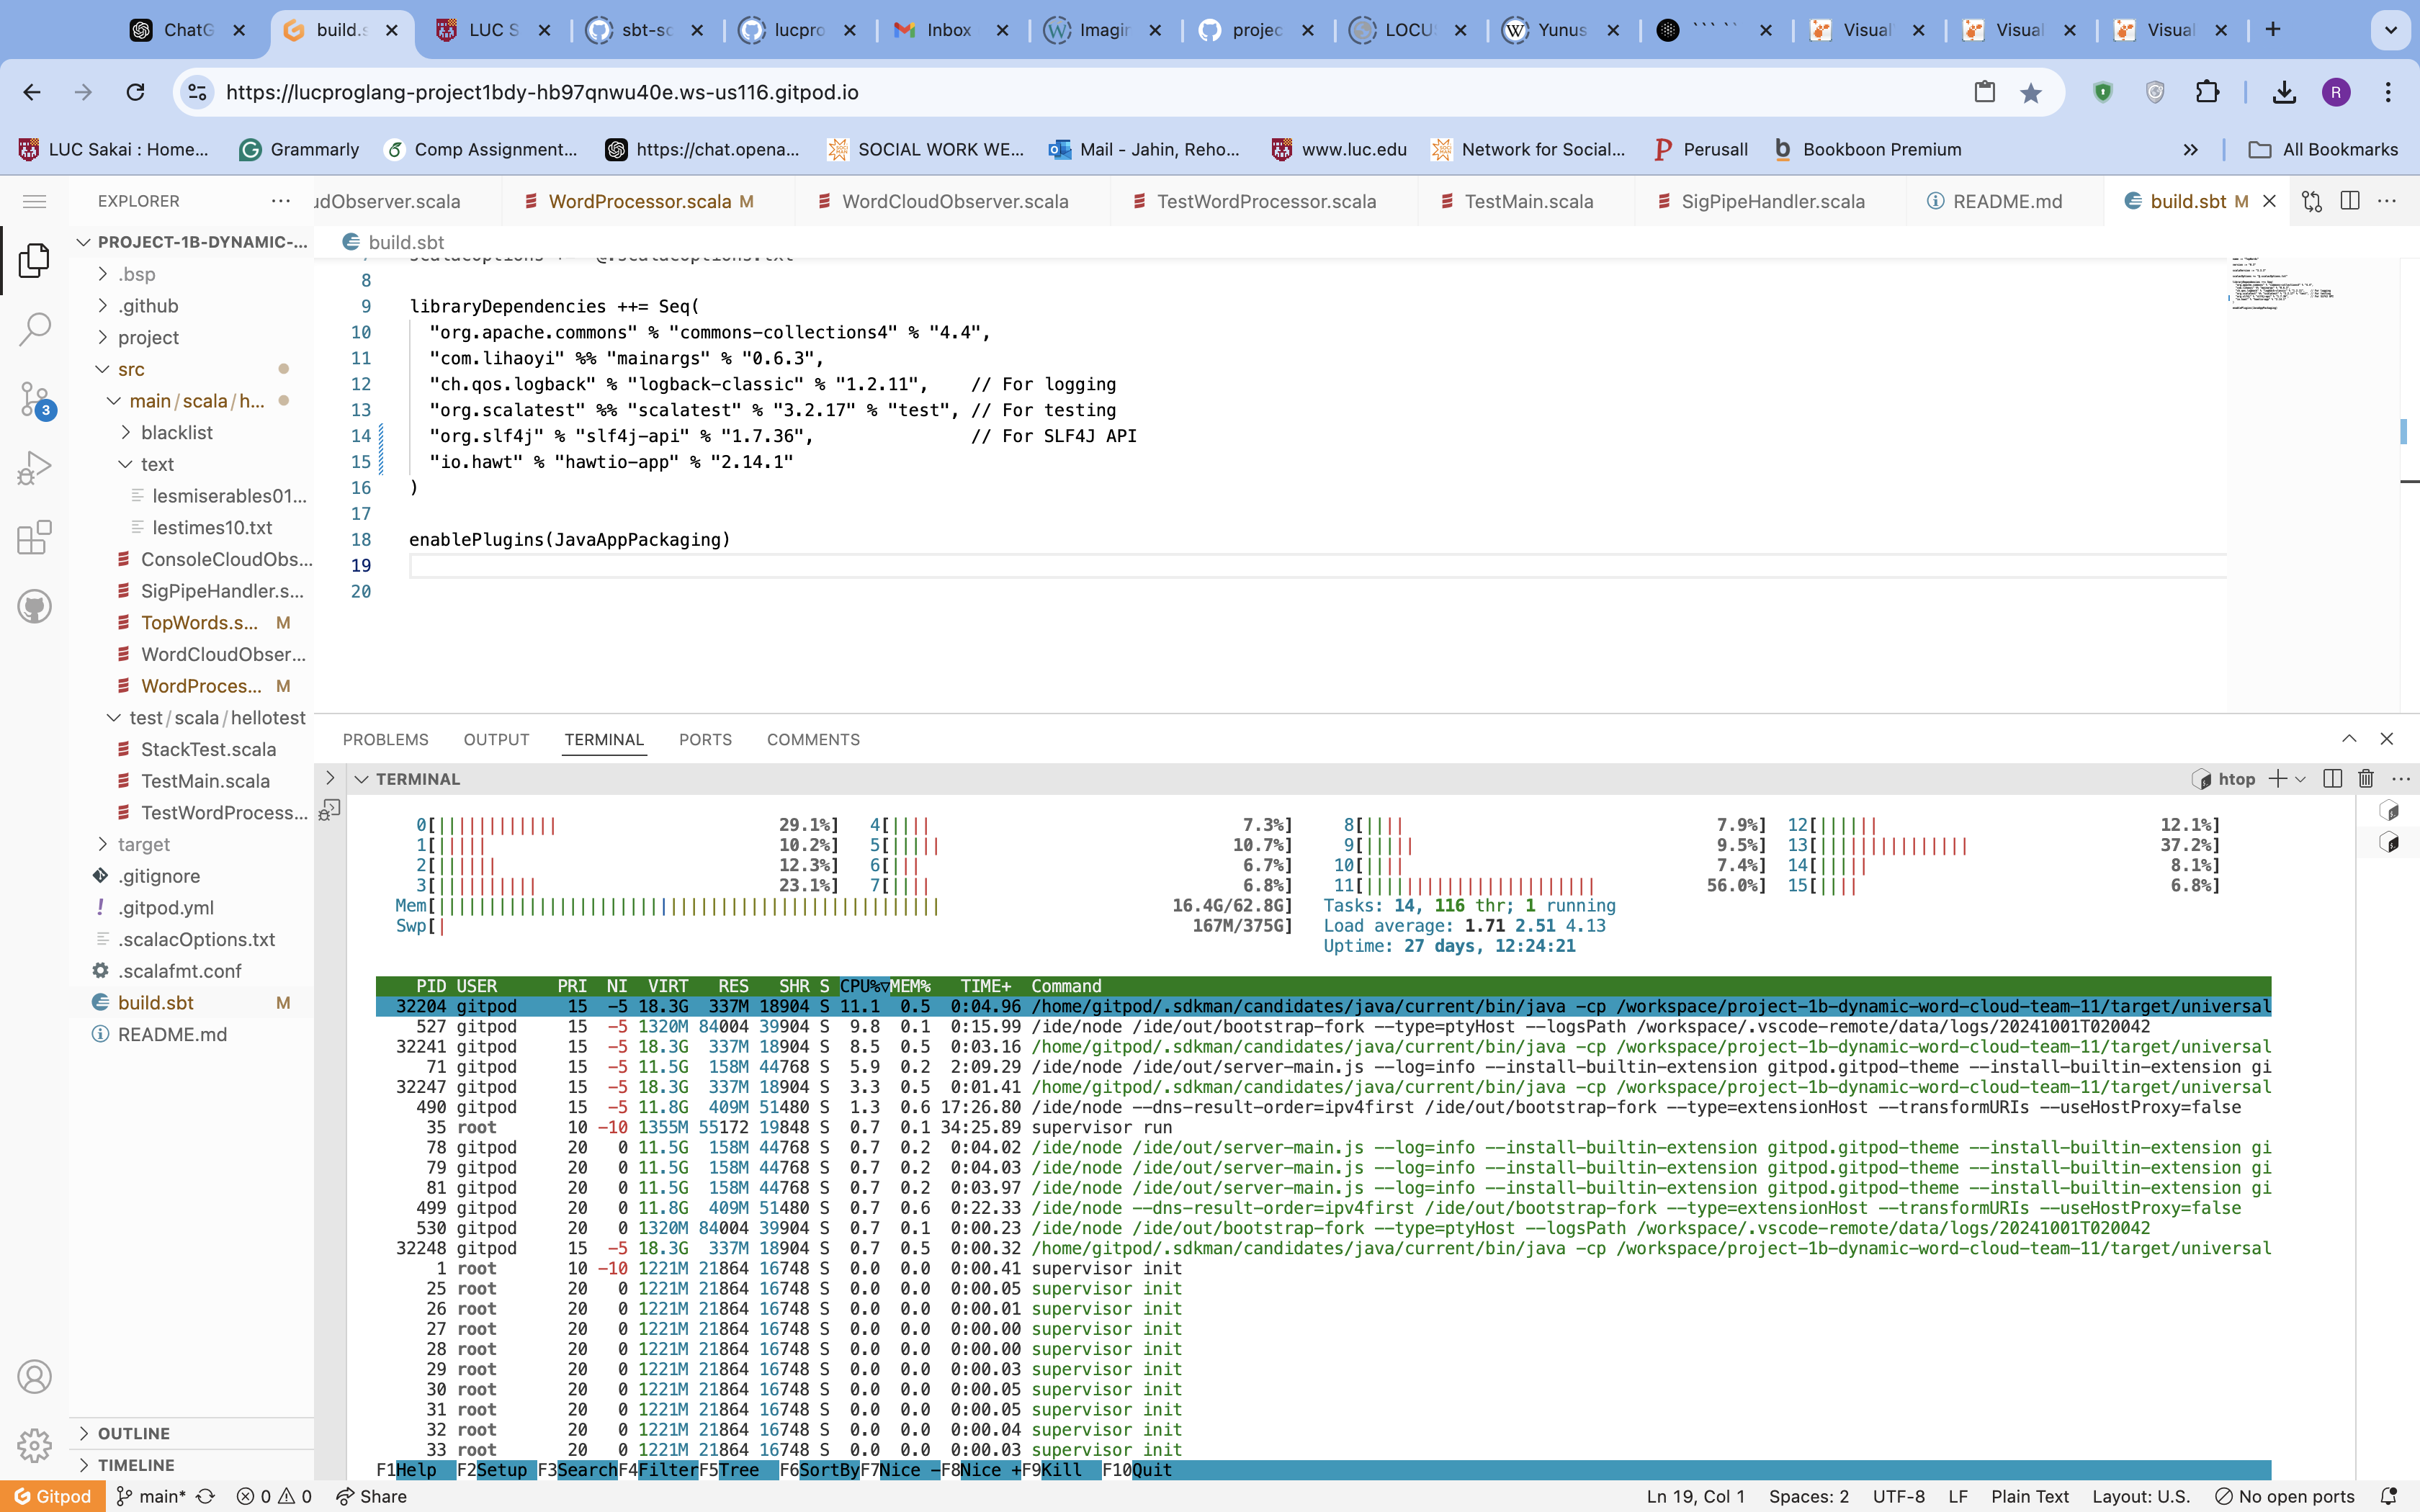 ChatG
build.s
LUC S
sbt-sc
lucpro
Inbox
Imagin
projec
LOCU
Yunus
``` ``
Visual
Visual
Visual
https://lucproglang-project1bdy-hb97qnwu40e.ws-us116.gitpod.io
R
LUC Sakai : Home...
Grammarly
Comp Assignment...
https://chat.opena...
SOCIAL WORK WE...
Mail - Jahin, Reho...
www.luc.edu
Network for Social...
Perusall
Bookboon Premium
All Bookmarks
EXPLORER
udObserver.scala
WordProcessor.scala M
WordCloudObserver.scala
TestWordProcessor.scala
TestMain.scala
SigPipeHandler.scala
README.md
build.sbt M
PROJECT-1B-DYNAMIC-...
.bsp
.github
project
src
main/scala/h...
blacklist
text
lesmiserables01...
lestimes10.txt
ConsoleCloudObs...
SigPipeHandler.s...
TopWords.s... M
WordCloudObser...
WordProces... M
test/scala/hellotest
StackTest.scala
TestMain.scala
TestWordProcess...
target
.gitignore
.gitpod.yml
.scalacOptions.txt
.scalafmt.conf
build.sbt M
README.md
OUTLINE
TIMELINE
3
build.sbt
8
9 libraryDependencies ++= Seq(
10 "org.apache.commons" % "commons-collections4" % "4.4",
11 "com.lihaoyi" %% "mainargs" % "0.6.3",
12 "ch.qos.logback" % "logback-classic" % "1.2.11", // For logging
13 "org.scalatest" %% "scalatest" % "3.2.17" % "test", // For testing
14 "org.slf4j" % "slf4j-api" % "1.7.36", // For SLF4J API
15 "io.hawt" % "hawtio-app" % "2.14.1"
16 )
17
18 enablePlugins(JavaAppPackaging)
19
20
PROBLEMS OUTPUT TERMINAL PORTS COMMENTS
TERMINAL
htop
0[ 29.1%] 4[ 7.3%] 8[ 7.9%] 12[ 12.1%]
1[ 10.2%] 5[ 10.7%] 9[ 9.5%] 13[ 37.2%]
2[ 12.3%] 6[ 6.7%] 10[ 7.4%] 14[ 8.1%]
3[ 23.1%] 7[ 6.8%] 11[ 56.0%] 15[ 6.8%]
Mem[ 16.4G/62.8G] Tasks: 14, 116 thr; 1 running
Swp[ 167M/375G] Load average: 1.71 2.51 4.13
Uptime: 27 days, 12:24:21
PID USER PRI NI VIRT RES SHR S CPU%▽MEM% TIME+ Command
32204 gitpod 15 -5 18.3G 337M 18904 S 11.1 0.5 0:04.96 /home/gitpod/.sdkman/candidates/java/current/bin/java -cp /workspace/project-1b-dynamic-word-cloud-team-11/target/universal
527 gitpod 15 -5 1320M 84004 39904 S 9.8 0.1 0:15.99 /ide/node /ide/out/bootstrap-fork --type=ptyHost --logsPath /workspace/.vscode-remote/data/logs/20241001T020042
32241 gitpod 15 -5 18.3G 337M 18904 S 8.5 0.5 0:03.16 /home/gitpod/.sdkman/candidates/java/current/bin/java -cp /workspace/project-1b-dynamic-word-cloud-team-11/target/universal
71 gitpod 15 -5 11.5G 158M 44768 S 5.9 0.2 2:09.29 /ide/node /ide/out/server-main.js --log=info --install-builtin-extension gitpod.gitpod-theme --install-builtin-extension gi
32247 gitpod 15 -5 18.3G 337M 18904 S 3.3 0.5 0:01.41 /home/gitpod/.sdkman/candidates/java/current/bin/java -cp /workspace/project-1b-dynamic-word-cloud-team-11/target/universal
490 gitpod 15 -5 11.8G 409M 51480 S 1.3 0.6 17:26.80 /ide/node --dns-result-order=ipv4first /ide/out/bootstrap-fork --type=extensionHost --transformURIs --useHostProxy=false
35 root 10 -10 1355M 55172 19848 S 0.7 0.1 34:25.89 supervisor run
78 gitpod 20 0 11.5G 158M 44768 S 0.7 0.2 0:04.02 /ide/node /ide/out/server-main.js --log=info --install-builtin-extension gitpod.gitpod-theme --install-builtin-extension gi
79 gitpod 20 0 11.5G 158M 44768 S 0.7 0.2 0:04.03 /ide/node /ide/out/server-main.js --log=info --install-builtin-extension gitpod.gitpod-theme --install-builtin-extension gi
81 gitpod 20 0 11.5G 158M 44768 S 0.7 0.2 0:03.97 /ide/node /ide/out/server-main.js --log=info --install-builtin-extension gitpod.gitpod-theme --install-builtin-extension gi
499 gitpod 20 0 11.8G 409M 51480 S 0.7 0.6 0:22.33 /ide/node --dns-result-order=ipv4first /ide/out/bootstrap-fork --type=extensionHost --transformURIs --useHostProxy=false
530 gitpod 20 0 1320M 84004 39904 S 0.7 0.1 0:00.23 /ide/node /ide/out/bootstrap-fork --type=ptyHost --logsPath /workspace/.vscode-remote/data/logs/20241001T020042
32248 gitpod 15 -5 18.3G 337M 18904 S 0.7 0.5 0:00.32 /home/gitpod/.sdkman/candidates/java/current/bin/java -cp /workspace/project-1b-dynamic-word-cloud-team-11/target/universal
1 root 10 -10 1221M 21864 16748 S 0.0 0.0 0:00.41 supervisor init
25 root 20 0 1221M 21864 16748 S 0.0 0.0 0:00.05 supervisor init
26 root 20 0 1221M 21864 16748 S 0.0 0.0 0:00.01 supervisor init
27 root 20 0 1221M 21864 16748 S 0.0 0.0 0:00.00 supervisor init
28 root 20 0 1221M 21864 16748 S 0.0 0.0 0:00.00 supervisor init
29 root 20 0 1221M 21864 16748 S 0.0 0.0 0:00.03 supervisor init
30 root 20 0 1221M 21864 16748 S 0.0 0.0 0:00.05 supervisor init
31 root 20 0 1221M 21864 16748 S 0.0 0.0 0:00.05 supervisor init
32 root 20 0 1221M 21864 16748 S 0.0 0.0 0:00.04 supervisor init
33 root 20 0 1221M 21864 16748 S 0.0 0.0 0:00.03 supervisor init
F1Help F2Setup F3SearchF4FilterF5Tree F6SortByF7Nice -F8Nice +F9Kill F10Quit
Gitpod main* 0 0 Share Ln 19, Col 1 Spaces: 2 UTF-8 LF Plain Text Layout: U.S. No open ports